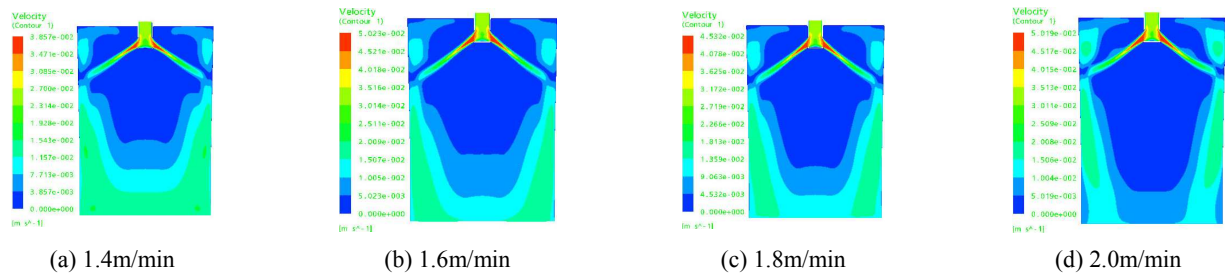 Velocity
(Contour 1)
3.857e-002
3.471e-002
3.085e-002
2.700e-002
2.314e-002
1.928e-002
1.543e-002
1.157e-002
7.713e-003
3.857e-003
0.000e+000
[m s^-1]
(a) 1.4m/min
Velocity
(Contour 1)
5.023e-002
4.521e-002
4.018e-002
3.516e-002
3.014e-002
2.511e-002
2.009e-002
1.507e-002
1.005e-002
5.023e-003
0.000e+000
[m s^-1]
(b) 1.6m/min
Velocity
(Contour 1)
4.532e-002
4.078e-002
3.625e-002
3.172e-002
2.719e-002
2.266e-002
1.813e-002
1.359e-002
9.063e-003
4.532e-003
0.000e+000
[m s^-1]
(c) 1.8m/min
Velocity
(Contour 1)
5.019e-002
4.517e-002
4.015e-002
3.513e-002
3.011e-002
2.509e-002
2.008e-002
1.506e-002
1.004e-002
5.019e-003
0.000e+000
[m s^-1]
(d) 2.0m/min